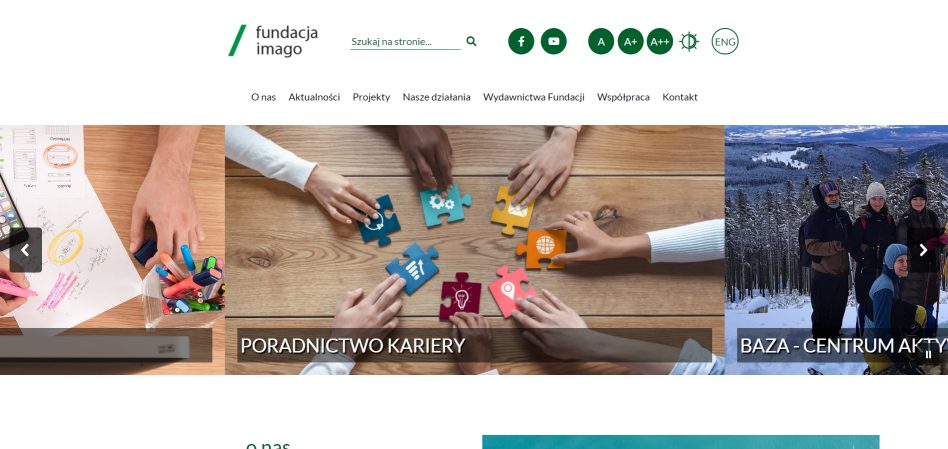 fundacja
imago
Szukaj na stronie...
A A+ A++ ENG
O nas Aktualności Projekty Nasze działania Wydawnictwa Fundacji Współpraca Kontakt
PORADNICTWO KARIERY
BAZA - CENTRUM AKTYW
o nas